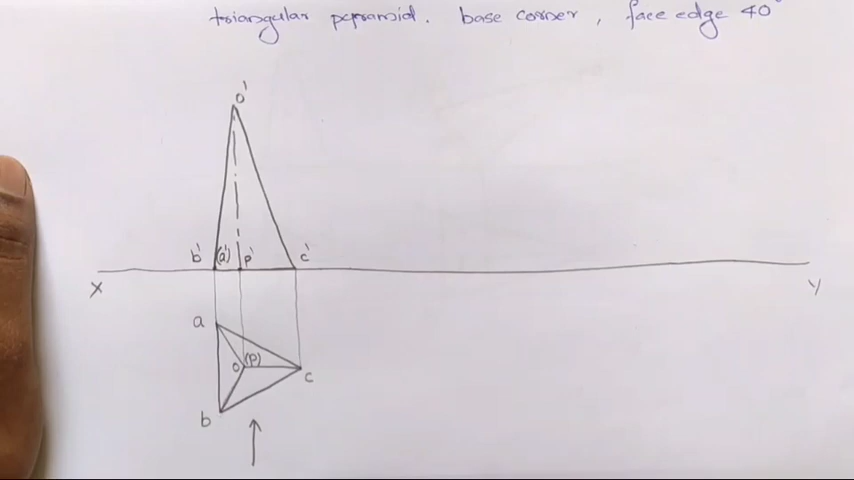 triangular pyramid. base corner, face edge 40°
o'
b' (a') p' c'
X Y
a
o (p)
c
b